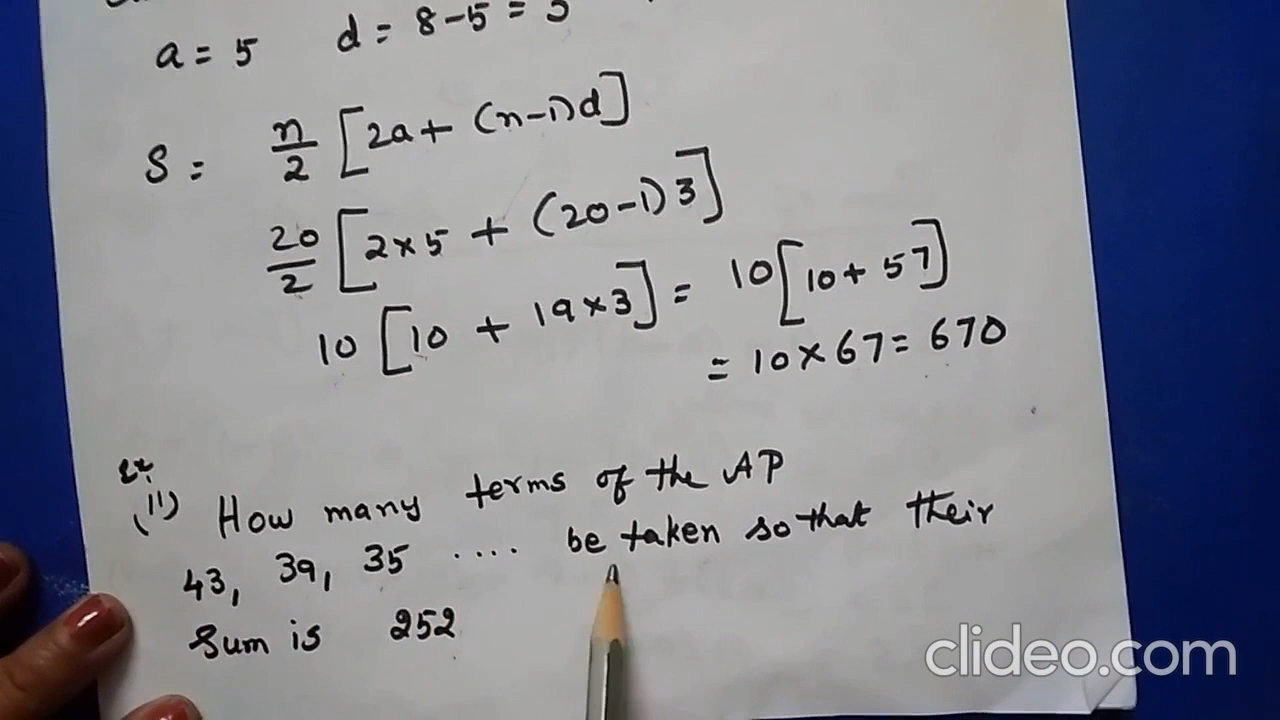 a = 5 d = 8-5 = 3
S = n/2 [2a + (n-1)d]
20/2 [2×5 + (20-1)3]
10 [10 + 19×3] = 10 [10 + 57]
= 10×67 = 670
Ex.
(11) How many terms of the AP
43, 39, 35 .... be taken so that their
Sum is 252
clideo.com